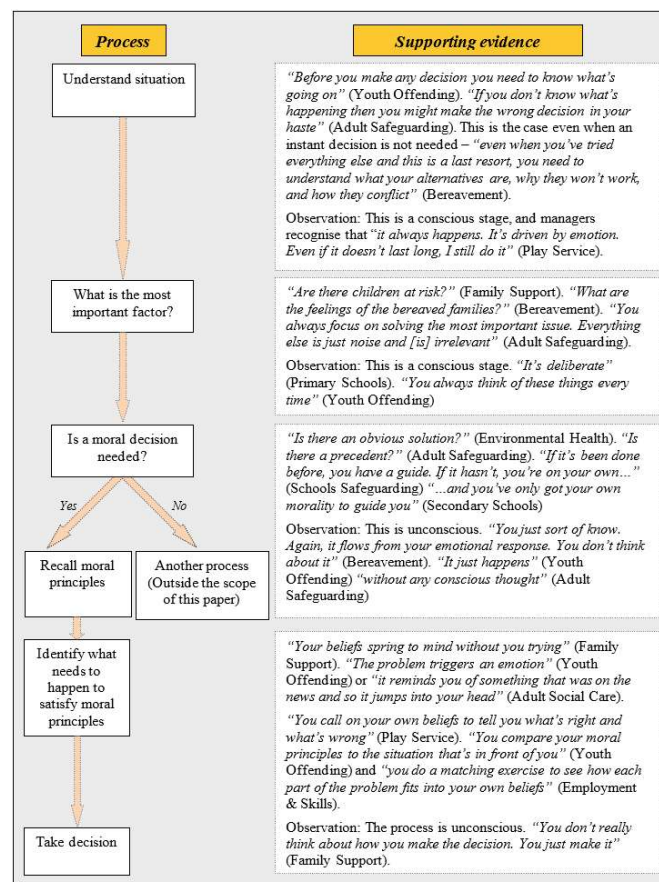 Process
Supporting evidence
Understand situation
“Before you make any decision you need to know what’s
going on” (Youth Offending). “If you don’t know what’s
happening then you might make the wrong decision in your
haste” (Adult Safeguarding). This is the case even when an
instant decision is not needed – “even when you’ve tried
everything else and this is a last resort, you need to
understand what your alternatives are, why they won’t work,
and how they conflict” (Bereavement).
Observation: This is a conscious stage, and managers
recognise that “it always happens. It’s driven by emotion.
Even if it doesn’t last long, I still do it” (Play Service).
What is the most
important factor?
“Are there children at risk?” (Family Support). “What are
the feelings of the bereaved families?” (Bereavement). “You
always focus on solving the most important issue. Everything
else is just noise and [is] irrelevant” (Adult Safeguarding).
Observation: This is a conscious stage. “It’s deliberate”
(Primary Schools). “You always think of these things every
time” (Youth Offending)
Is a moral decision
needed?
“Is there an obvious solution?” (Environmental Health). “Is
there a precedent?” (Adult Safeguarding). “If it’s been done
before, you have a guide. If it hasn’t, you’re on your own…”
(Schools Safeguarding) “…and you’ve only got your own
morality to guide you” (Secondary Schools)
Observation: This is unconscious. “You just sort of know.
Again, it flows from your emotional response. You don’t think
about it” (Bereavement). “It just happens” (Youth
Offending) “without any conscious thought” (Adult
Safeguarding)
Yes
No
Recall moral
principles
Another process
(Outside the scope
of this paper)
Identify what
needs to
happen to
satisfy moral
principles
“Your beliefs spring to mind without you trying” (Family
Support). “The problem triggers an emotion” (Youth
Offending) or “it reminds you of something that was on the
news and so it jumps into your head” (Adult Social Care).
“You call on your own beliefs to tell you what’s right and
what’s wrong” (Play Service). “You compare your moral
principles to the situation that’s in front of you” (Youth
Offending) and “you do a matching exercise to see how each
part of the problem fits into your own beliefs” (Employment
& Skills).
Observation: The process is unconscious. “You don’t really
think about how you make the decision. You just make it”
(Family Support).
Take decision